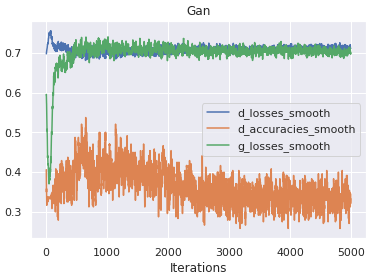 Gan
0.7
0.6
0.5
0.4
0.3
d_losses_smooth
d_accuracies_smooth
g_losses_smooth
0 1000 2000 3000 4000 5000
Iterations